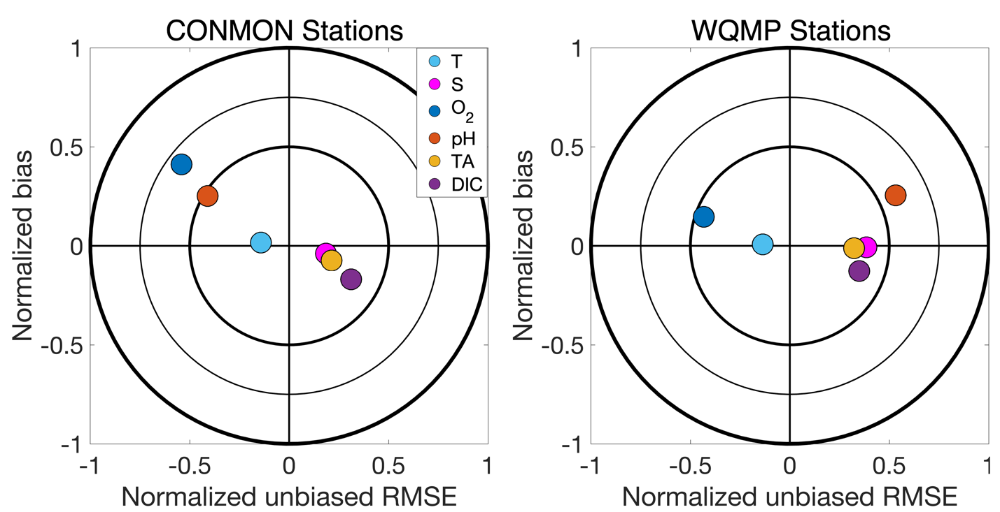 CONMON Stations
1
0.5
0
-0.5
-1
-1
-0.5
0
0.5
1
Normalized bias
Normalized unbiased RMSE
T
S
O2
pH
TA
DIC
WQMP Stations
1
0.5
0
-0.5
-1
-1
-0.5
0
0.5
1
Normalized bias
Normalized unbiased RMSE